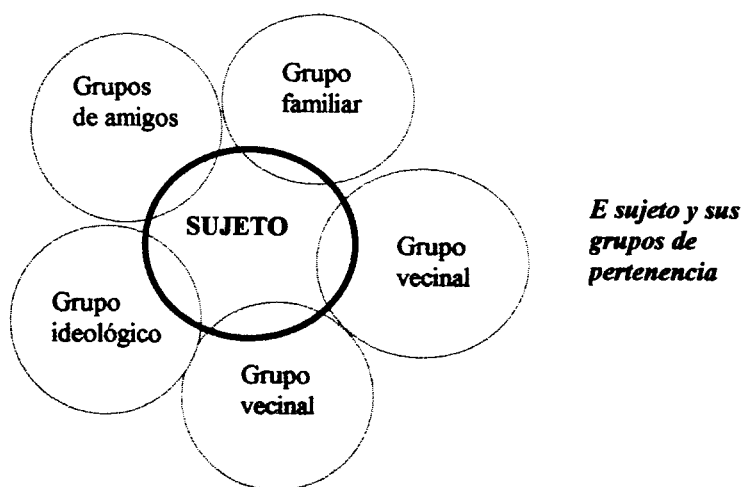 Grupos
de amigos
Grupo
familiar
SUJETO
Grupo
vecinal
Grupo
ideológico
Grupo
vecinal
E sujeto y sus
grupos de
pertenencia